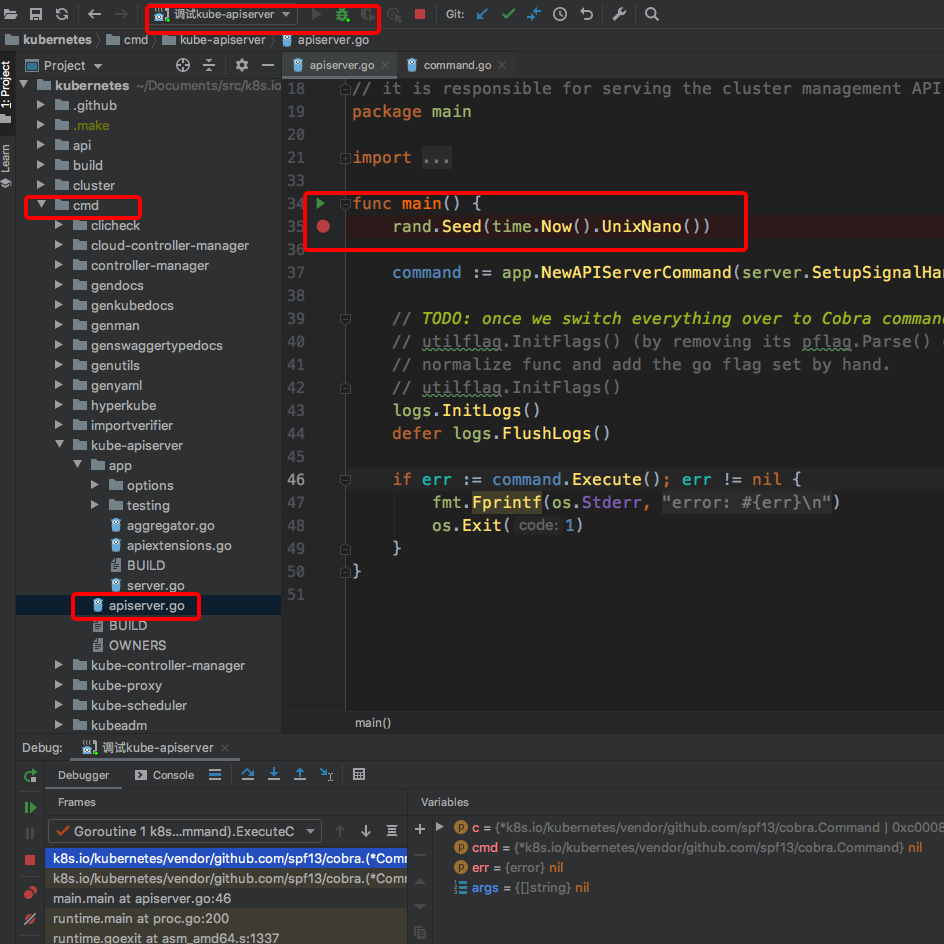 调试kube-apiserver
Git:
kubernetes
cmd
kube-apiserver
apiserver.go
1: Project
Learn
Project
kubernetes ~/Documents/src/k8s.io
.github
.make
api
build
cluster
cmd
clicheck
cloud-controller-manager
controller-manager
gendocs
genkubedocs
genman
genswaggertypedocs
genutils
genyaml
hyperkube
importverifier
kube-apiserver
app
options
testing
aggregator.go
apiextensions.go
BUILD
server.go
apiserver.go
BUILD
OWNERS
kube-controller-manager
kube-proxy
kube-scheduler
kubeadm
apiserver.go
command.go
18 // it is responsible for serving the cluster management API
19 package main
20
21 import ...
33
34 func main() {
35 rand.Seed(time.Now().UnixNano())
36
37 command := app.NewAPIServerCommand(server.SetupSignalHan
38
39 // TODO: once we switch everything over to Cobra comman
40 // utilflag.InitFlags() (by removing its pflag.Parse()
41 // normalize func and add the go flag set by hand.
42 // utilflag.InitFlags()
43 logs.InitLogs()
44 defer logs.FlushLogs()
45
46 if err := command.Execute(); err != nil {
47 fmt.Fprintf(os.Stderr, "error: #{err}\n")
48 os.Exit( code: 1)
49 }
50 }
51
main()
Debug:
调试kube-apiserver
Debugger
Console
Frames
Goroutine 1 k8s...mmand).ExecuteC
k8s.io/kubernetes/vendor/github.com/spf13/cobra.(*Comm
k8s.io/kubernetes/vendor/github.com/spf13/cobra.(*Comm
main.main at apiserver.go:46
runtime.main at proc.go:200
runtime.goexit at asm_amd64.s:1337
Variables
c = {*k8s.io/kubernetes/vendor/github.com/spf13/cobra.Command | 0xc0008
cmd = {*k8s.io/kubernetes/vendor/github.com/spf13/cobra.Command} nil
err = {error} nil
args = {[]string} nil